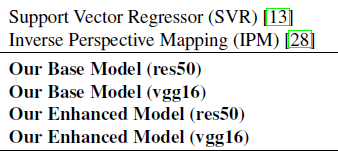 Support Vector Regressor (SVR) [13]
Inverse Perspective Mapping (IPM) [28]
Our Base Model (res50)
Our Base Model (vgg16)
Our Enhanced Model (res50)
Our Enhanced Model (vgg16)